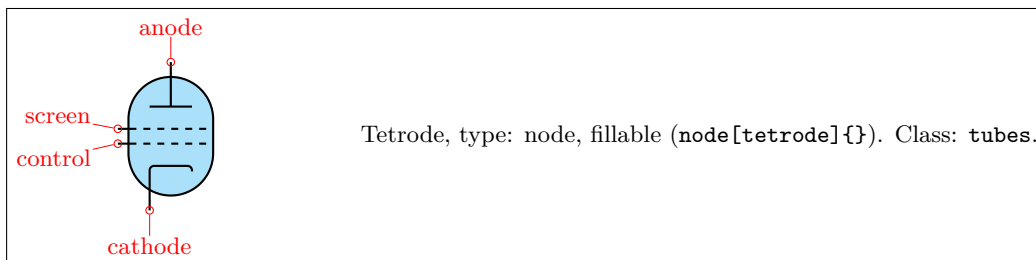 anode
screen
control
cathode
Tetrode, type: node, fillable (node[tetrode]{}). Class: tubes.